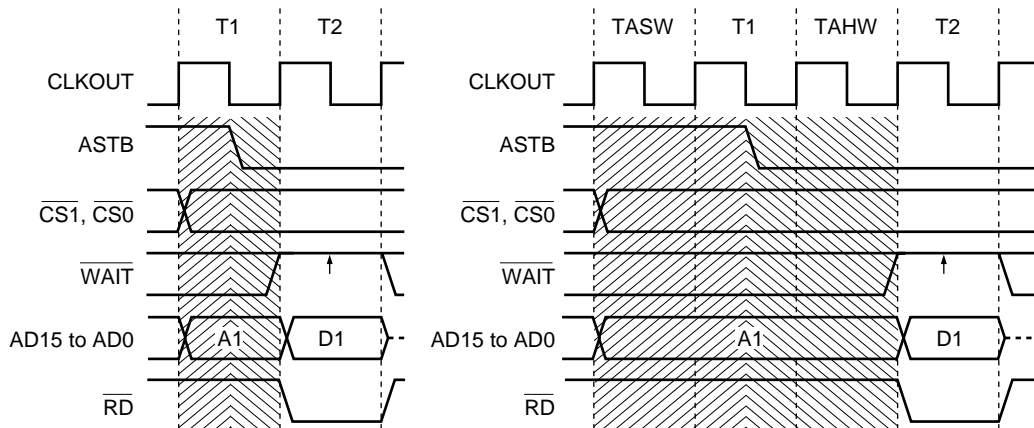 T1 T2
CLKOUT
ASTB
CS1, CS0
WAIT
AD15 to AD0 A1 D1
RD
TASW T1 TAHW T2
CLKOUT
ASTB
CS1, CS0
WAIT
AD15 to AD0 A1 D1
RD